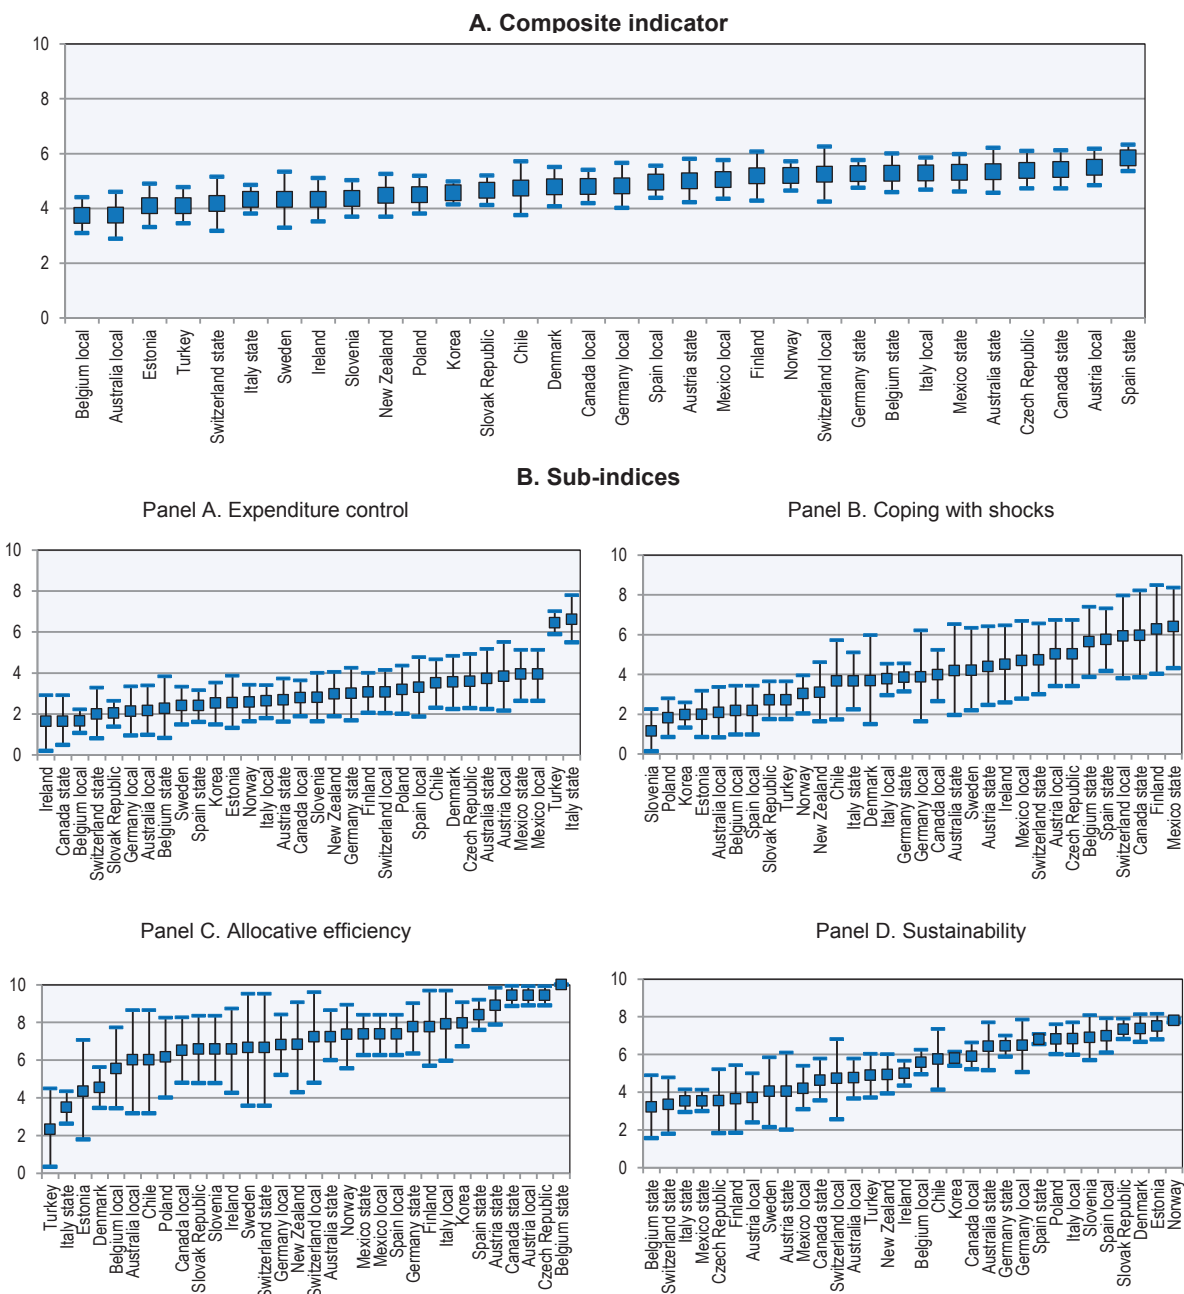 A. Composite indicator
10
8
6
4
2
0
Belgium local
Australia local
Estonia
Turkey
Switzerland state
Italy state
Sweden
Ireland
Slovenia
New Zealand
Poland
Korea
Slovak Republic
Chile
Denmark
Canada local
Germany local
Spain local
Austria state
Mexico local
Finland
Norway
Switzerland local
Germany state
Belgium state
Italy local
Mexico state
Australia state
Czech Republic
Canada state
Austria local
Spain state
B. Sub-indices
Panel A. Expenditure control
10
8
6
4
2
0
Ireland
Canada state
Belgium local
Switzerland state
Slovak Republic
Germany local
Australia local
Belgium state
Sweden
Spain state
Korea
Estonia
Norway
Italy local
Austria state
Canada local
Slovenia
New Zealand
Germany state
Finland
Switzerland local
Poland
Spain local
Chile
Denmark
Czech Republic
Australia state
Austria local
Mexico state
Mexico local
Turkey
Italy state
Panel B. Coping with shocks
10
8
6
4
2
0
Slovenia
Poland
Korea
Estonia
Australia local
Belgium local
Spain local
Slovak Republic
Turkey
Norway
New Zealand
Chile
Italy state
Denmark
Italy local
Germany state
Germany local
Canada local
Austria state
Sweden
Australia state
Ireland
Mexico local
Switzerland state
Austria local
Czech Republic
Belgium state
Spain state
Switzerland local
Canada state
Finland
Mexico state
Panel C. Allocative efficiency
10
8
6
4
2
0
Turkey
Italy state
Estonia
Denmark
Belgium local
Australia local
Chile
Poland
Canada local
Slovak Republic
Slovenia
Ireland
Sweden
Switzerland state
Germany local
New Zealand
Switzerland local
Australia state
Norway
Mexico state
Mexico local
Spain local
Germany state
Finland
Italy local
Korea
Spain state
Austria state
Canada state
Austria local
Czech Republic
Belgium state
Panel D. Sustainability
10
8
6
4
2
0
Belgium state
Switzerland state
Italy state
Mexico state
Czech Republic
Finland
Austria local
Sweden
Austria state
Mexico local
Canada state
Switzerland local
Australia local
Turkey
New Zealand
Ireland
Belgium local
Chile
Korea
Canada local
Australia state
Germany state
Germany local
Spain state
Poland
Italy local
Slovenia
Spain local
Slovak Republic
Denmark
Estonia
Norway